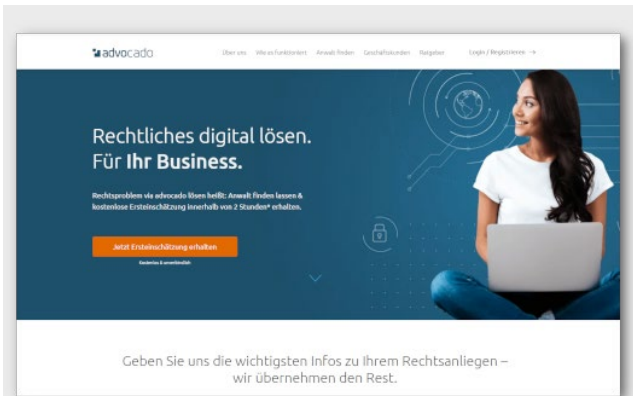 advocado
Über uns Wie es funktioniert Anwalt finden Geschäftskunden Ratgeber Login / Registrieren →
Rechtliches digital lösen.
Für Ihr Business.
Rechtsproblem via advocado lösen heißt: Anwalt finden lassen &
kostenlose Ersteinschätzung innerhalb von 2 Stunden* erhalten.
Jetzt Ersteinschätzung erhalten
Kostenlos & unverbindlich
Geben Sie uns die wichtigsten Infos zu Ihrem Rechtsanliegen –
wir übernehmen den Rest.